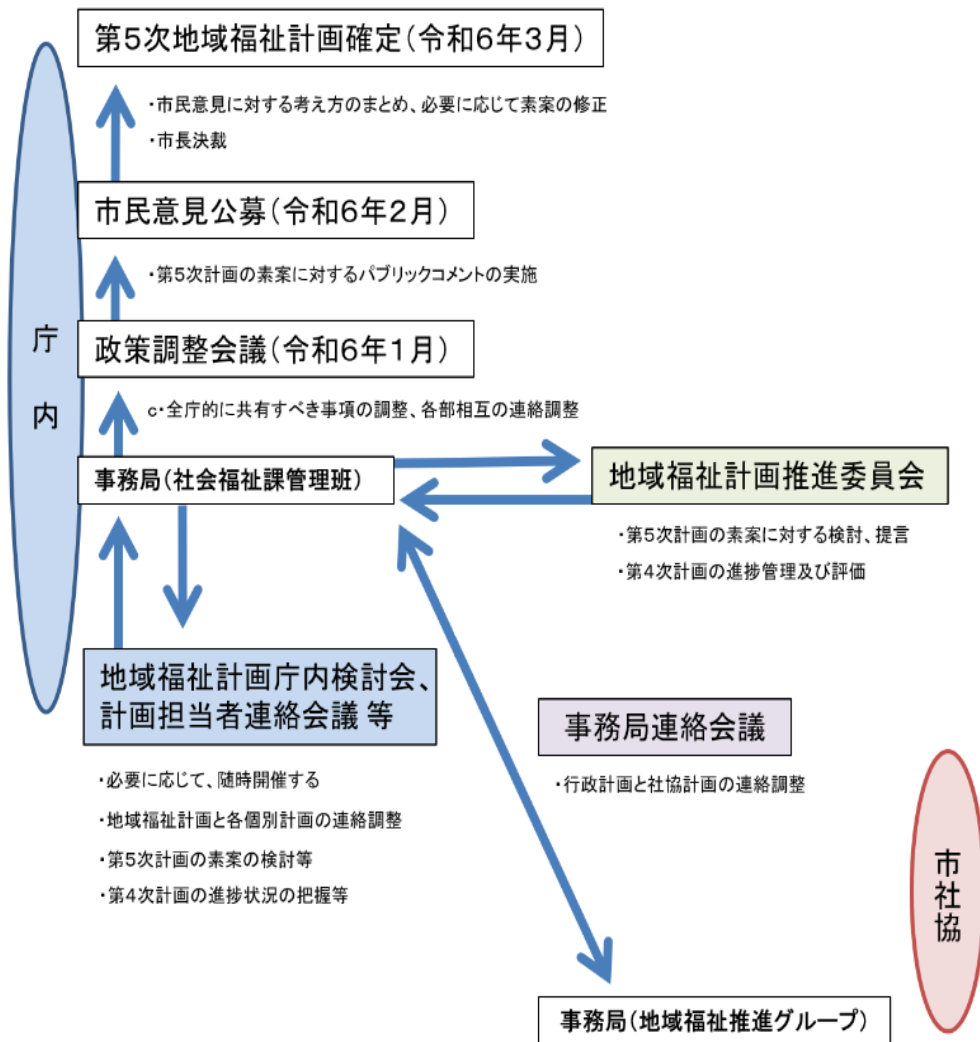 第5次地域福祉計画確定(令和6年3月)
・市民意見に対する考え方のまとめ、必要に応じて素案の修正
・市長決裁
市民意見公募(令和6年2月)
・第5次計画の素案に対するパブリックコメントの実施
庁内
政策調整会議(令和6年1月)
c・全庁的に共有すべき事項の調整、各部相互の連絡調整
事務局(社会福祉課管理班)
地域福祉計画推進委員会
・第5次計画の素案に対する検討、提言
・第4次計画の進捗管理及び評価
地域福祉計画庁内検討会、
計画担当者連絡会議 等
・必要に応じて、随時開催する
・地域福祉計画と各個別計画の連絡調整
・第5次計画の素案の検討等
・第4次計画の進捗状況の把握等
事務局連絡会議
・行政計画と社協計画の連絡調整
市社協
事務局(地域福祉推進グループ)